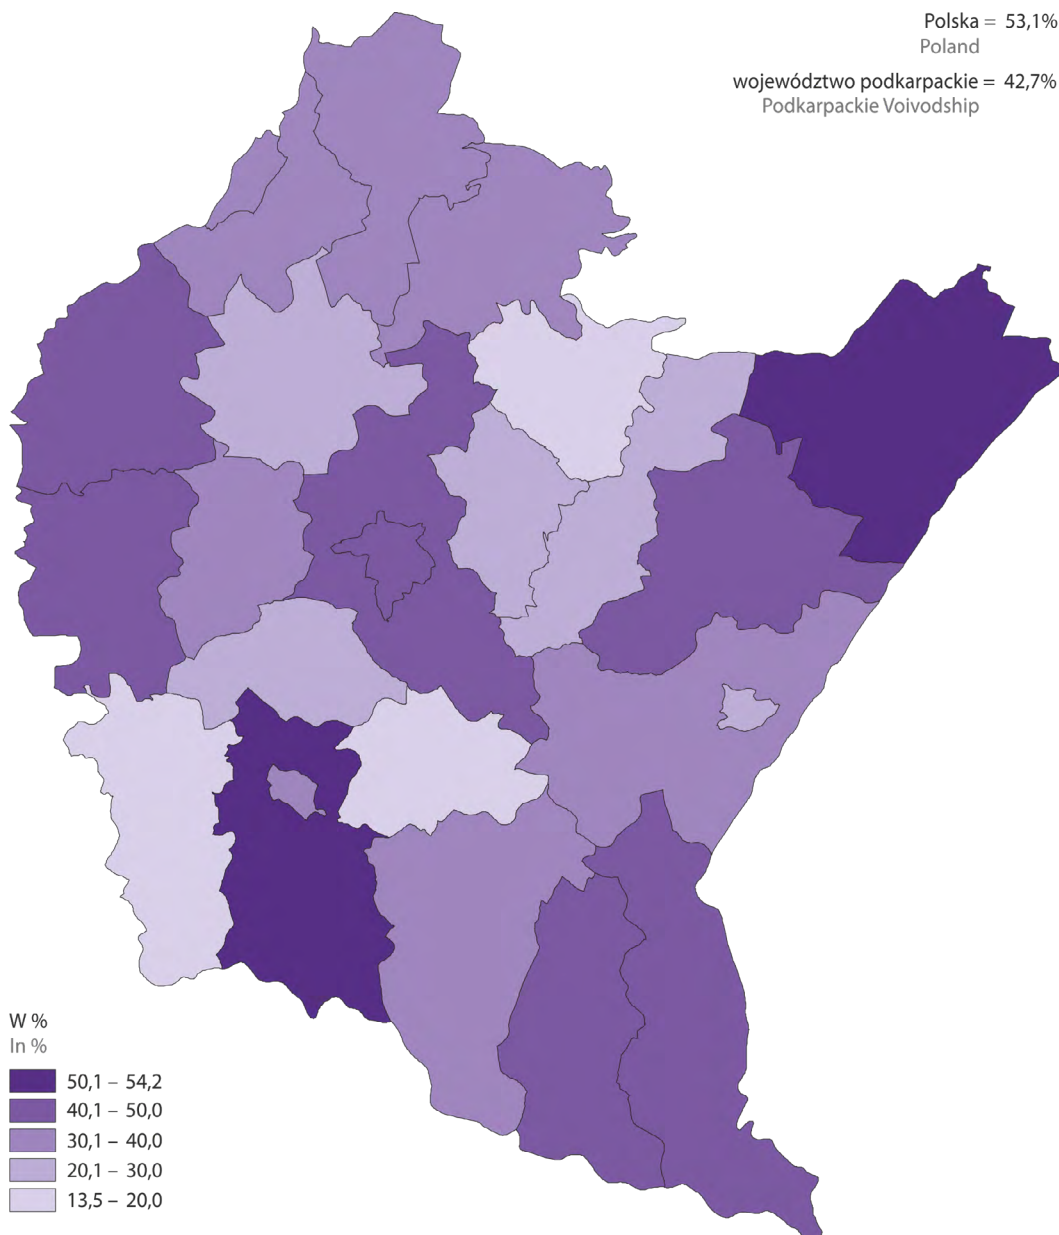 Polska = 53,1%
Poland
województwo podkarpackie = 42,7%
Podkarpackie Voivodship
W %
In %
50,1 – 54,2
40,1 – 50,0
30,1 – 40,0
20,1 – 30,0
13,5 – 20,0